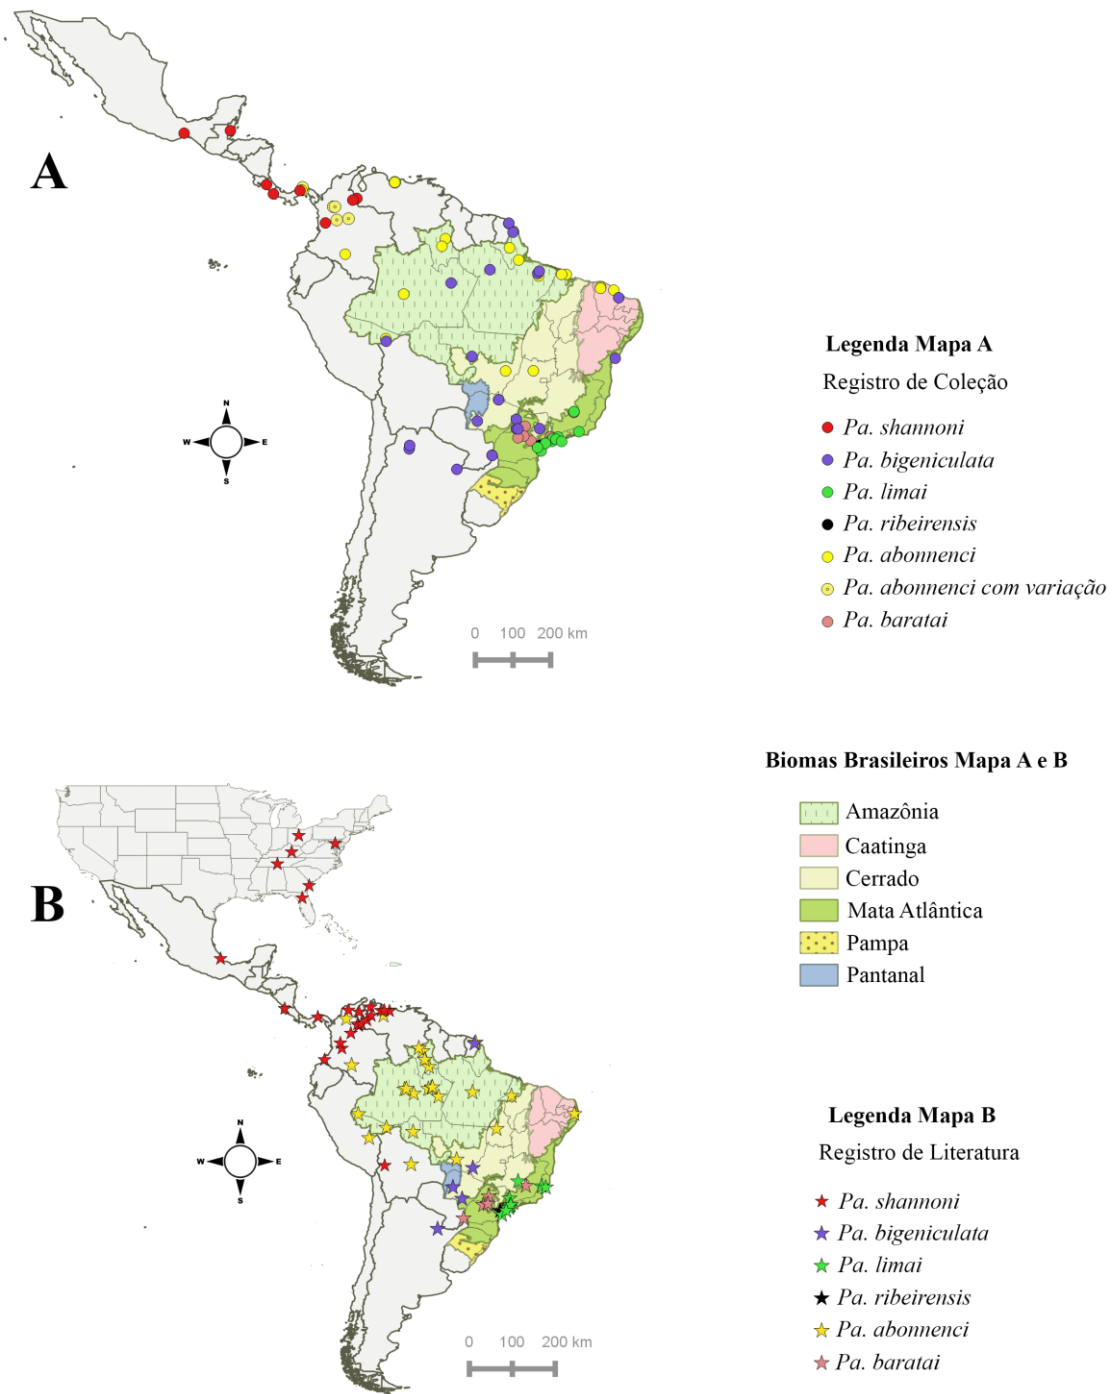 A
N
W
E
S
0 100 200 km
Legenda Mapa A
Registro de Coleção
Pa. shannoni
Pa. bigeniculata
Pa. limai
Pa. ribeirensis
Pa. abonnenci
Pa. abonnenci com variação
Pa. baratai
Biomas Brasileiros Mapa A e B
Amazônia
Caatinga
Cerrado
Mata Atlântica
Pampa
Pantanal
B
N
W
E
S
0 100 200 km
Legenda Mapa B
Registro de Literatura
Pa. shannoni
Pa. bigeniculata
Pa. limai
Pa. ribeirensis
Pa. abonnenci
Pa. baratai